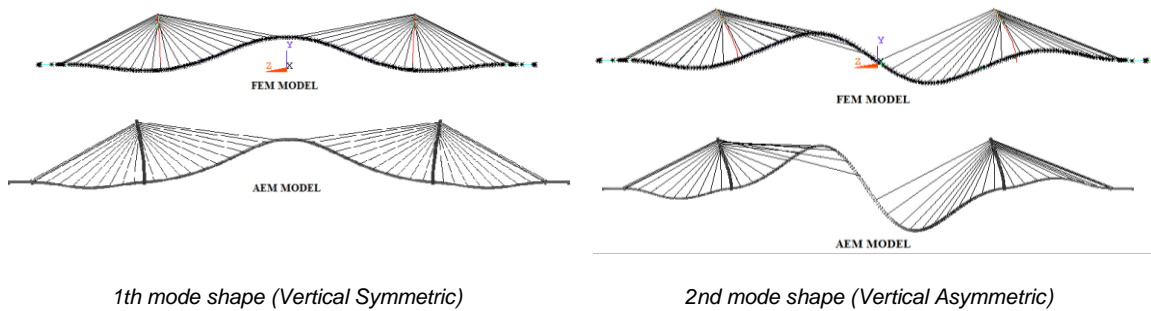 Y
Z
X
FEM MODEL
AEM MODEL
1th mode shape (Vertical Symmetric)
Y
Z
FEM MODEL
AEM MODEL
2nd mode shape (Vertical Asymmetric)